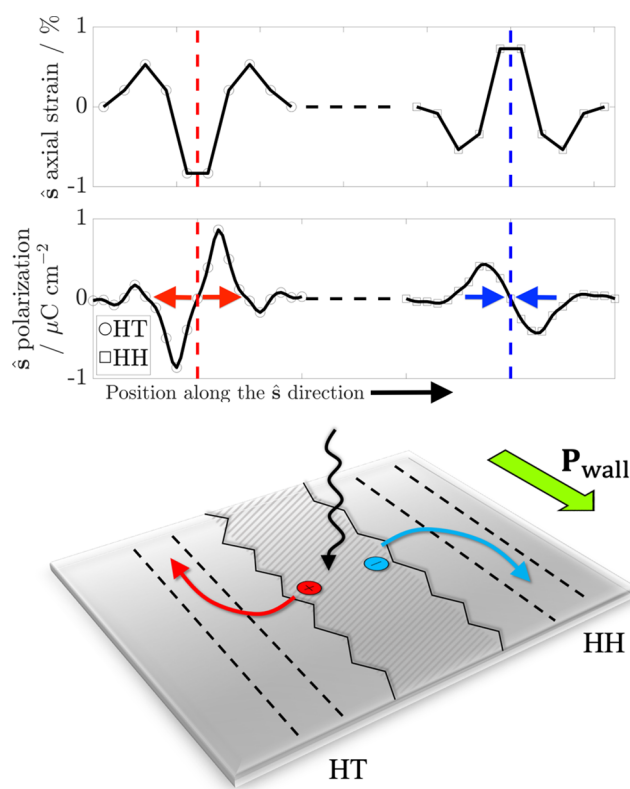 ŝ axial strain / %
1
0
-1
ŝ polarization
/ μC cm⁻²
1
0
-1
HT
HH
Position along the ŝ direction
P_wall
+
−
HH
HT